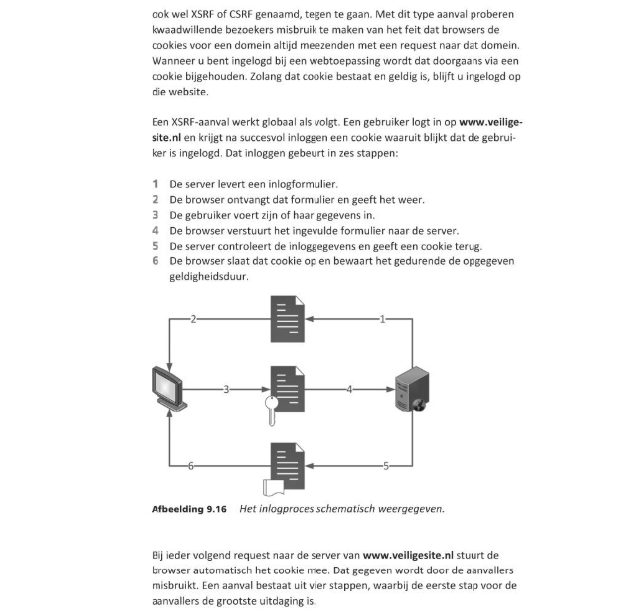 ook wel XSRF of CSRF genaamd, tegen te gaan. Met dit type aanval proberen
kwaadwillende bezoekers misbruik te maken van het feit dat browsers de
cookies voor een domein altijd meezenden met een request naar dat domein.
Wanneer u bent ingelogd bij een webtoepassing wordt dat doorgaans via een
cookie bijgehouden. Zolang dat cookie bestaat en geldig is, blijft u ingelogd op
die website.
Een XSRF-aanval werkt globaal als volgt. Een gebruiker logt in op www.veilige-
site.nl en krijgt na succesvol inloggen een cookie waaruit blijkt dat de gebrui-
ker is ingelogd. Dat inloggen gebeurt in zes stappen:
1 De server levert een inlogformulier.
2 De browser ontvangt dat formulier en geeft het weer.
3 De gebruiker voert zijn of haar gegevens in.
4 De browser verstuurt het ingevulde formulier naar de server.
5 De server controleert de inloggegevens en geeft een cookie terug.
6 De browser slaat dat cookie op en bewaart het gedurende de opgegeven
geldigheidsduur.
2 1
3 4
6 5
Afbeelding 9.16 Het inlogproces schematisch weergegeven.
Bij ieder volgend request naar de server van www.veiligesite.nl stuurt de
browser automatisch het cookie mee. Dat gegeven wordt door de aanvallers
misbruikt. Een aanval bestaat uit vier stappen, waarbij de eerste stap voor de
aanvallers de grootste uitdaging is.